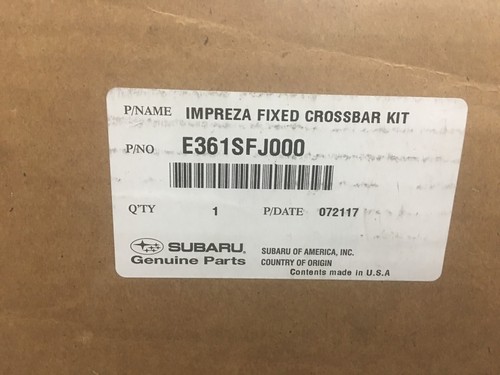 P/NAME IMPREZA FIXED CROSSBAR KIT
P/NO E361SFJ000
Q'TY 1 P/DATE 072117
SUBARU SUBARU OF AMERICA, INC.
Genuine Parts COUNTRY OF ORIGIN
Contents made in U.S.A